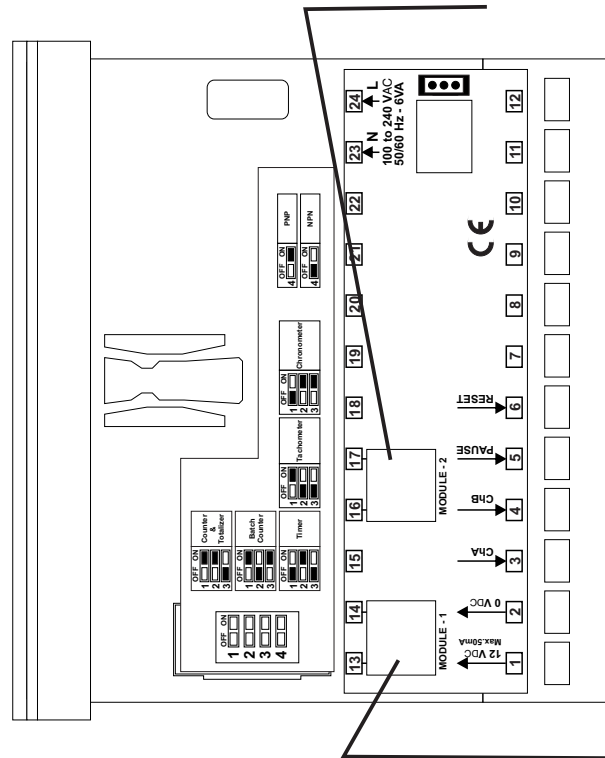 L
N
100 to 240 VAC
50/60 Hz - 6VA
24
23
22
21
20
19
18
17
16
15
14
13
12
11
10
9
8
7
6
5
4
3
2
1
CE
RESET
PAUSE
ChB
ChA
0 VDC
12 VDC
Max.50mA
MODULE - 2
MODULE - 1
PNP
OFF ON
4
NPN
OFF ON
4
Chronometer
OFF ON
1
2
3
Tachometer
OFF ON
1
2
3
Counter
&
Totalizer
OFF ON
1
2
3
Batch
Counter
OFF ON
1
2
3
Timer
OFF ON
1
2
3
OFF ON
1
2
3
4